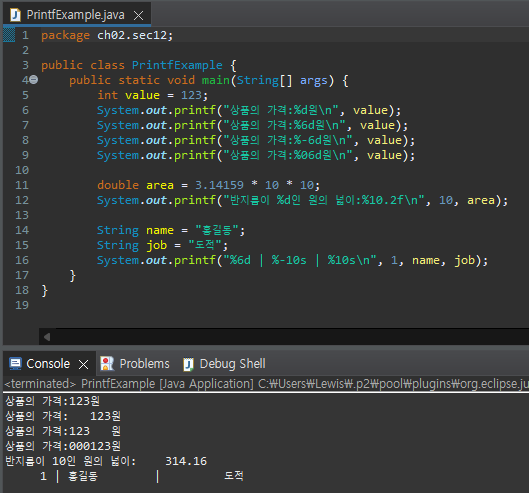 PrintfExample.java
1 package ch02.sec12;
2
3 public class PrintfExample {
4 public static void main(String[] args) {
5 int value = 123;
6 System.out.printf("상품의 가격:%d원\n", value);
7 System.out.printf("상품의 가격:%6d원\n", value);
8 System.out.printf("상품의 가격:%-6d원\n", value);
9 System.out.printf("상품의 가격:%06d원\n", value);
10
11 double area = 3.14159 * 10 * 10;
12 System.out.printf("반지름이 %d인 원의 넓이:%10.2f\n", 10, area);
13
14 String name = "홍길동";
15 String job = "도적";
16 System.out.printf("%6d | %-10s | %10s\n", 1, name, job);
17 }
18 }
19
Console Problems Debug Shell
<terminated> PrintfExample [Java Application] C:₩Users₩Lewis₩.p2₩pool₩plugins₩org.eclipse.ju
상품의 가격:123원
상품의 가격:   123원
상품의 가격:123   원
상품의 가격:000123원
반지름이 10인 원의 넓이:    314.16
     1 | 홍길동        |         도적